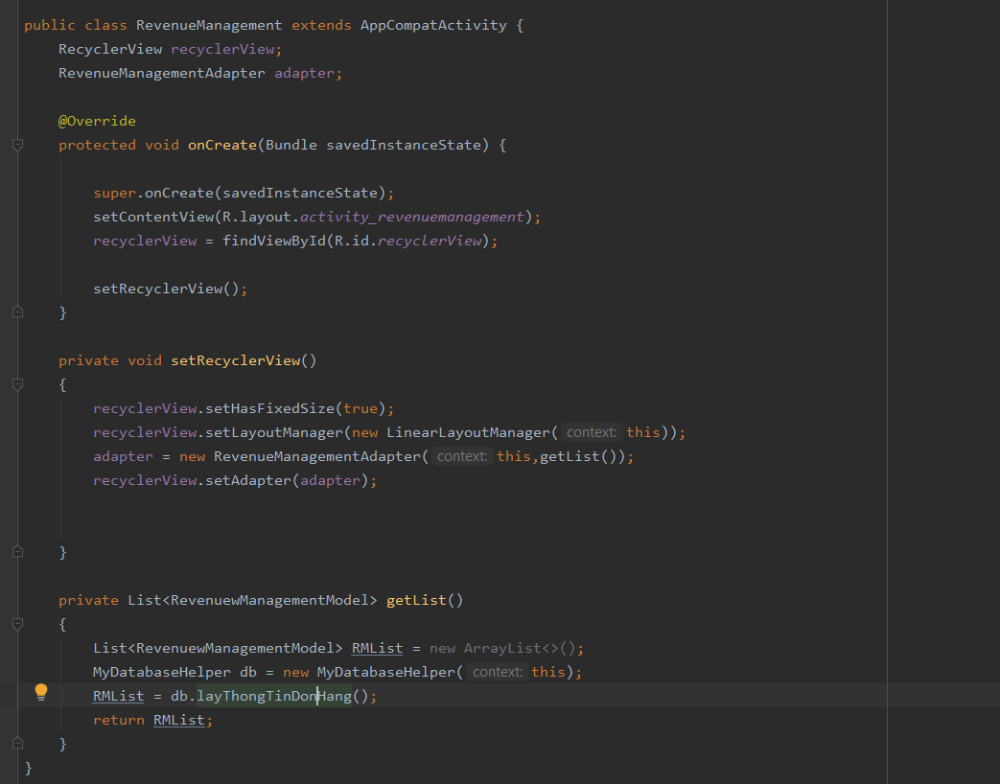 public class RevenueManagement extends AppCompatActivity {
RecyclerView recyclerView;
RevenueManagementAdapter adapter;
@Override
protected void onCreate(Bundle savedInstanceState) {
super.onCreate(savedInstanceState);
setContentView(R.layout.activity_revenuemanagement);
recyclerView = findViewById(R.id.recyclerView);
setRecyclerView();
}
private void setRecyclerView()
{
recyclerView.setHasFixedSize(true);
recyclerView.setLayoutManager(new LinearLayoutManager( context: this));
adapter = new RevenueManagementAdapter( context: this,getList());
recyclerView.setAdapter(adapter);
}
private List<RevenuewManagementModel> getList()
{
List<RevenuewManagementModel> RMList = new ArrayList<>();
MyDatabaseHelper db = new MyDatabaseHelper( context: this);
RMList = db.layThongTinDonHang();
return RMList;
}
}